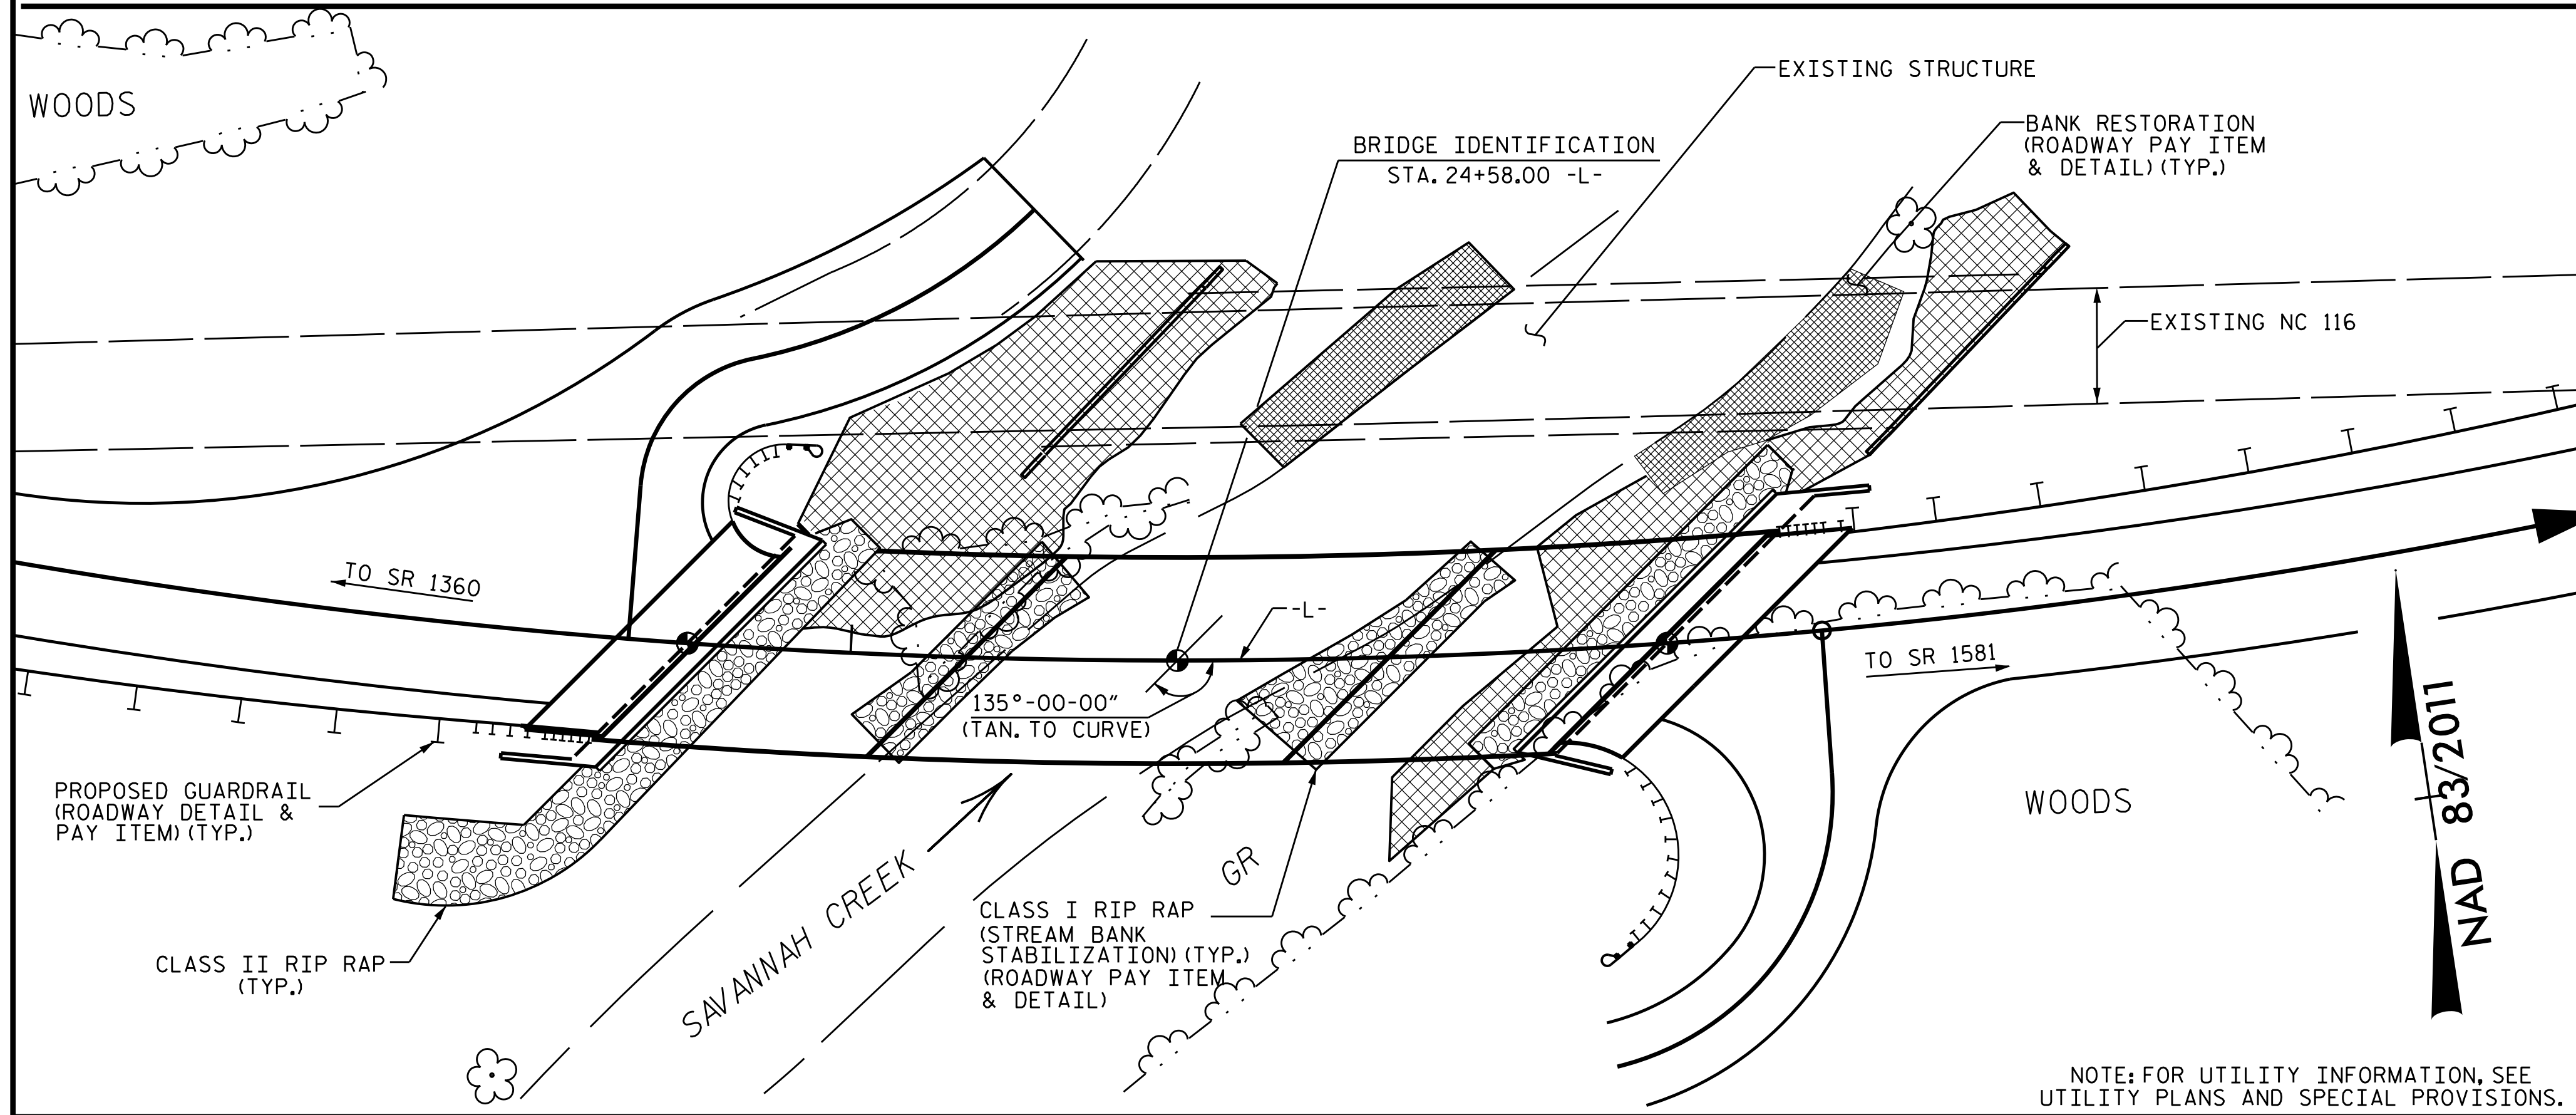 WOODS
EXISTING STRUCTURE
BRIDGE IDENTIFICATION
STA. 24+58.00 -L-
BANK RESTORATION
(ROADWAY PAY ITEM
& DETAIL) (TYP.)
EXISTING NC 116
TO SR 1360
-L-
TO SR 1581
135°-00-00"
(TAN. TO CURVE)
PROPOSED GUARDRAIL
(ROADWAY DETAIL &
PAY ITEM) (TYP.)
CLASS II RIP RAP
(TYP.)
SAVANNAH CREEK
GR
CLASS I RIP RAP
(STREAM BANK
STABILIZATION) (TYP.)
(ROADWAY PAY ITEM
& DETAIL)
WOODS
NAD 83/2011
NOTE: FOR UTILITY INFORMATION, SEE
UTILITY PLANS AND SPECIAL PROVISIONS.